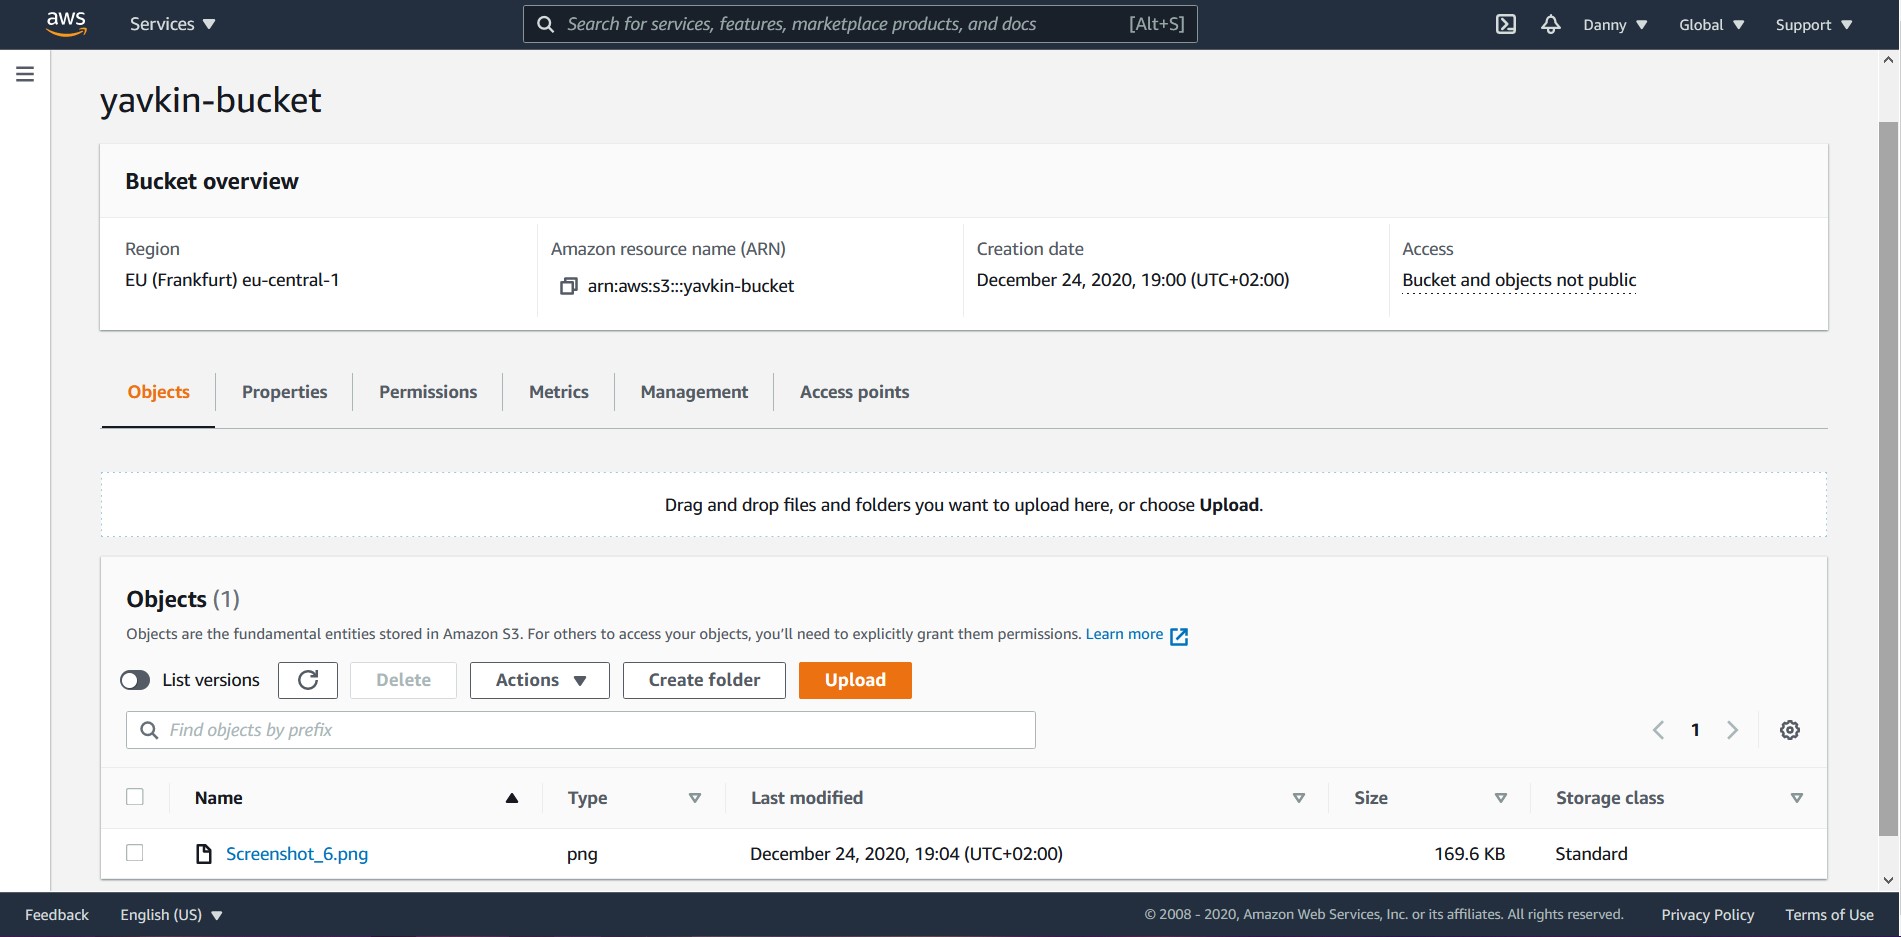 aws Services Search for services, features, marketplace products, and docs [Alt+S] Danny Global Support
yavkin-bucket
Bucket overview
Region Amazon resource name (ARN) Creation date Access
EU (Frankfurt) eu-central-1 arn:aws:s3:::yavkin-bucket December 24, 2020, 19:00 (UTC+02:00) Bucket and objects not public
Objects Properties Permissions Metrics Management Access points
Drag and drop files and folders you want to upload here, or choose Upload.
Objects (1)
Objects are the fundamental entities stored in Amazon S3. For others to access your objects, you'll need to explicitly grant them permissions. Learn more
List versions Delete Actions Create folder Upload
Find objects by prefix 1
Name Type Last modified Size Storage class
Screenshot_6.png png December 24, 2020, 19:04 (UTC+02:00) 169.6 KB Standard
Feedback English (US) © 2008 - 2020, Amazon Web Services, Inc. or its affiliates. All rights reserved. Privacy Policy Terms of Use